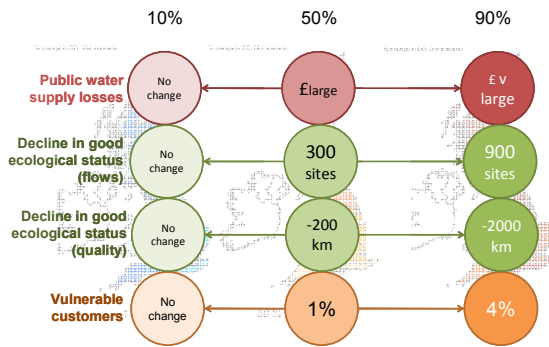 10% 50% 90%
Public water
supply losses
No
change
£large
£ v
large
Decline in good
ecological status
(flows)
No
change
300
sites
900
sites
Decline in good
ecological status
(quality)
No
change
-200
km
-2000
km
Vulnerable
customers
No
change
1%
4%